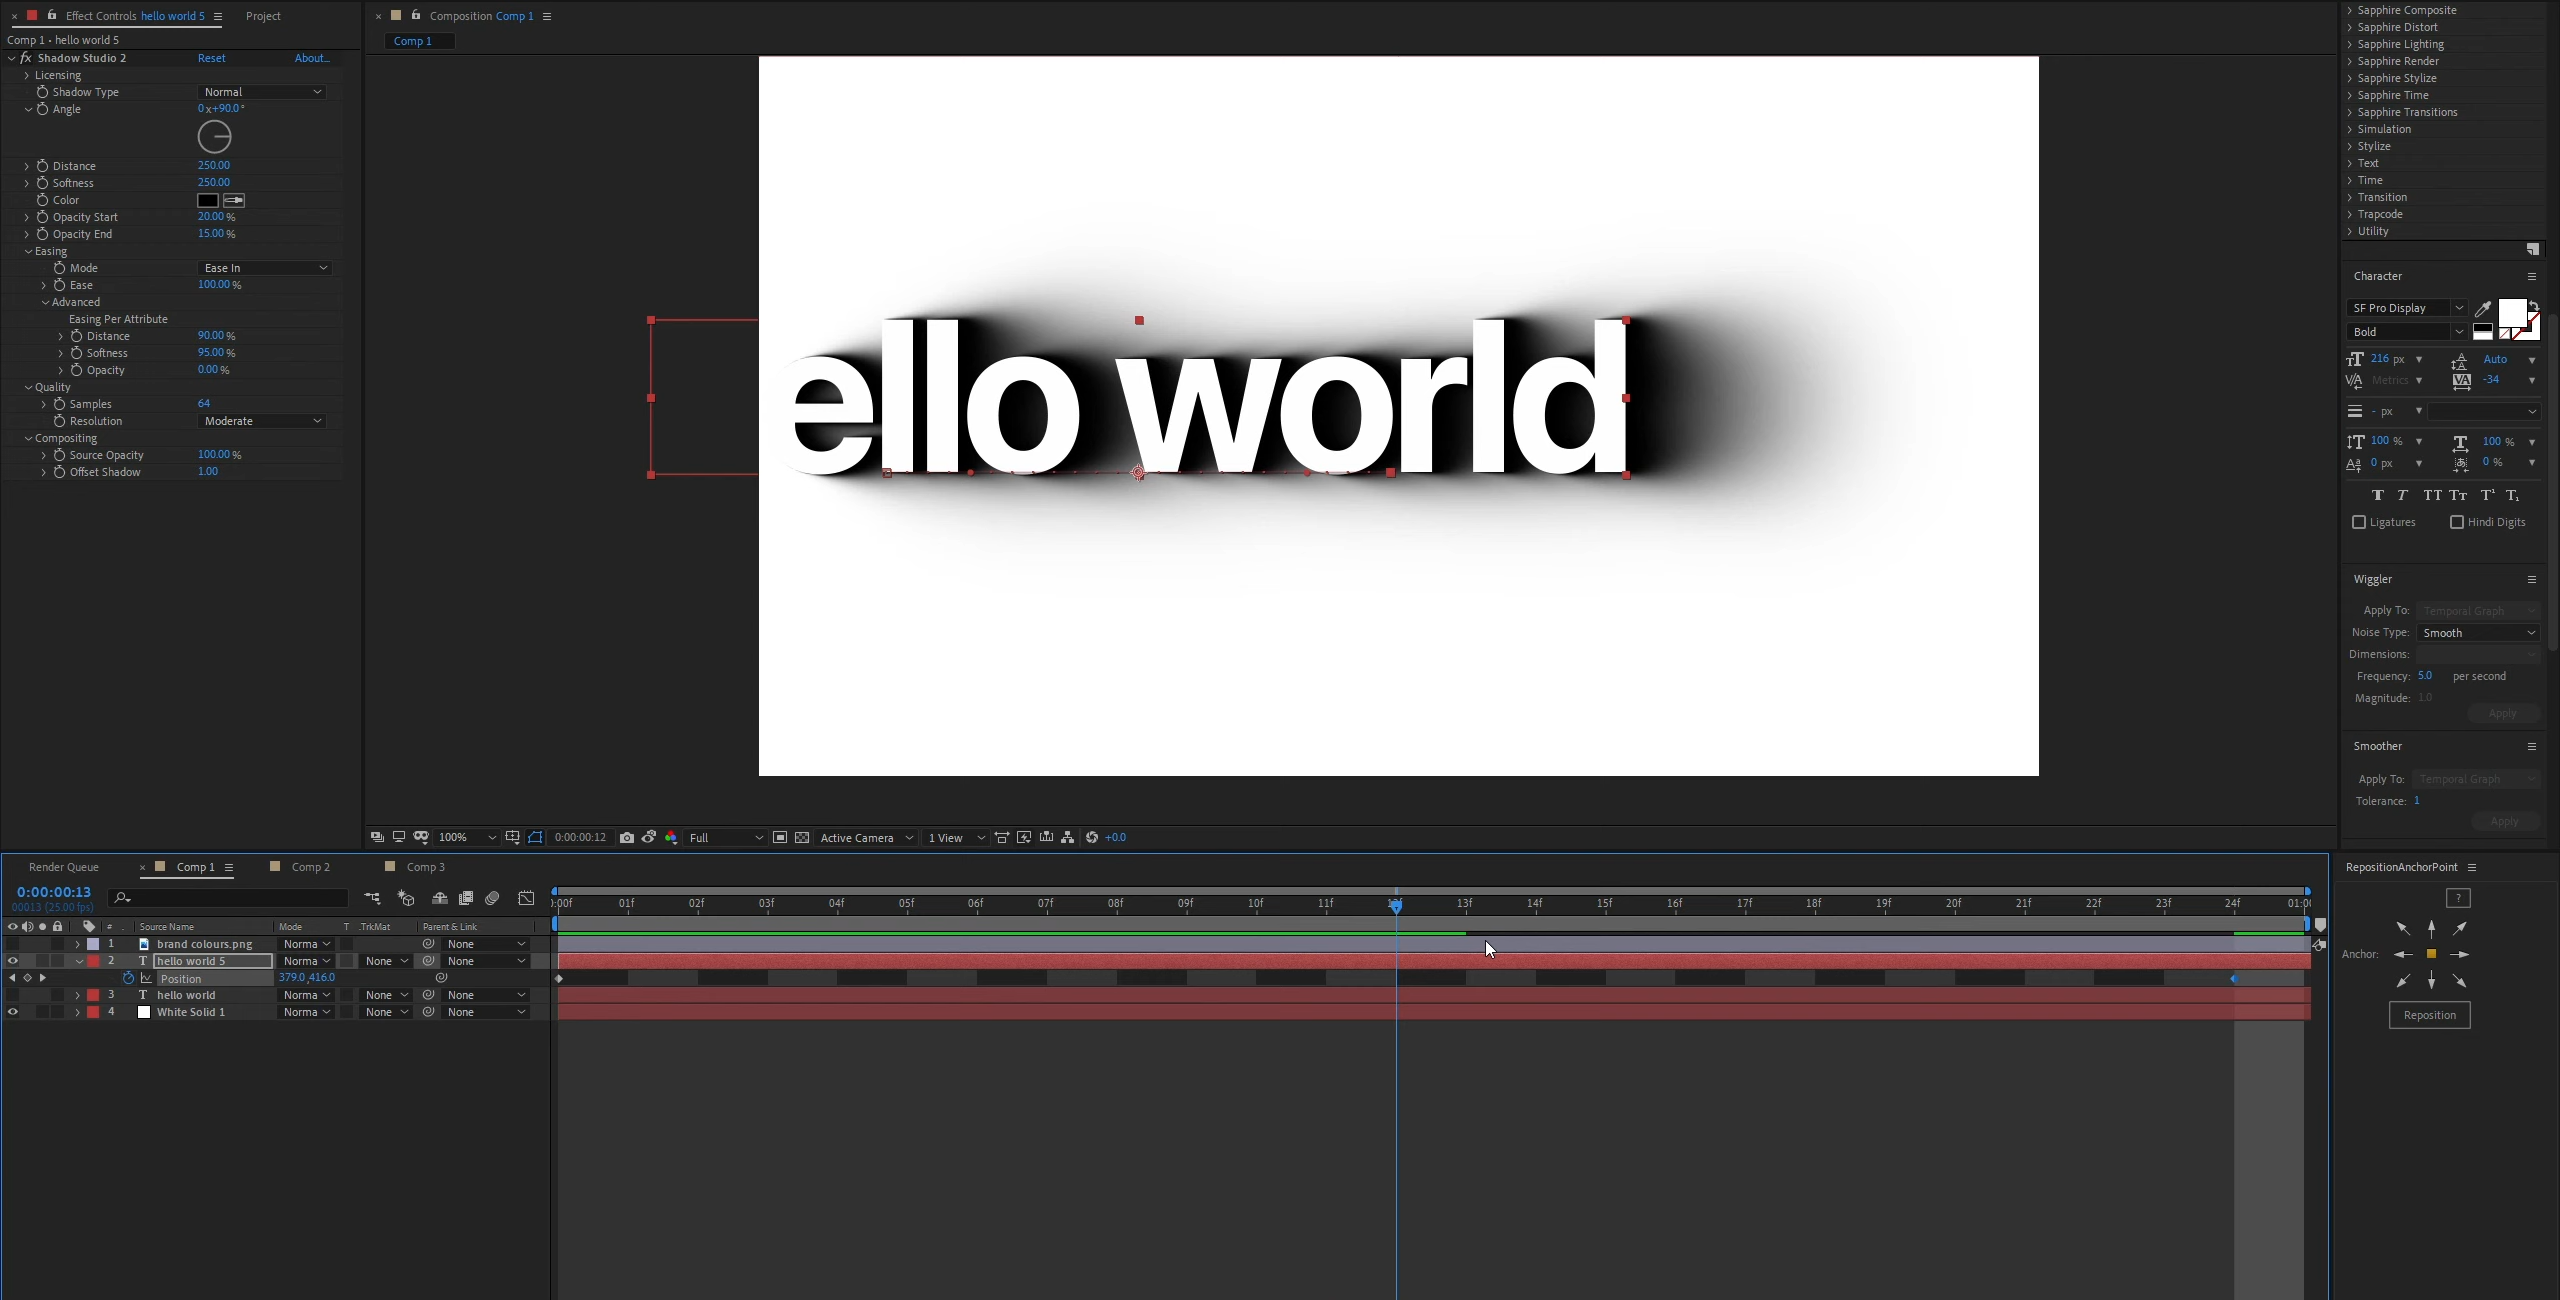 Effect Controls hello world 5
Project
Comp 1 • hello world 5
fx Shadow Studio 2 Reset About...
Licensing
Shadow Type Normal
Angle 0x+90.0°
Distance 250.00
Softness 250.00
Color
Opacity Start 20.00 %
Opacity End 15.00 %
Easing
Mode Ease In
Ease 100.00 %
Advanced
Easing Per Attribute
Distance 90.00 %
Softness 95.00 %
Opacity 0.00 %
Quality
Samples 64
Resolution Moderate
Compositing
Source Opacity 100.00 %
Offset Shadow 1.00
Composition Comp 1
Comp 1
ello world
100% 0:00:00:12 Full Active Camera 1 View +0.0
Sapphire Composite
Sapphire Distort
Sapphire Lighting
Sapphire Render
Sapphire Stylize
Sapphire Time
Sapphire Transitions
Simulation
Stylize
Text
Time
Transition
Trapcode
Utility
Character
SF Pro Display
Bold
216 px Auto
Metrics -34
- px
100 % 100 %
0 px 0 %
Ligatures Hindi Digits
Wiggler
Apply To: Temporal Graph
Noise Type: Smooth
Dimensions:
Frequency: 5.0 per second
Magnitude: 1.0
Apply
Smoother
Apply To: Temporal Graph
Tolerance: 1
Apply
Render Queue Comp 1 Comp 2 Comp 3
0:00:00:13
00013 (25.00 fps)
):00f 01f 02f 03f 04f 05f 06f 07f 08f 09f 10f 11f 12f 13f 14f 15f 16f 17f 18f 19f 20f 21f 22f 23f 24f 01:0(
# Source Name Mode T .TrkMat Parent & Link
1 brand colours.png Norma None
2 T hello world 5 Norma None None
Position 379.0,416.0
3 T hello world Norma None None
4 White Solid 1 Norma None None
RepositionAnchorPoint
?
Anchor:
Reposition